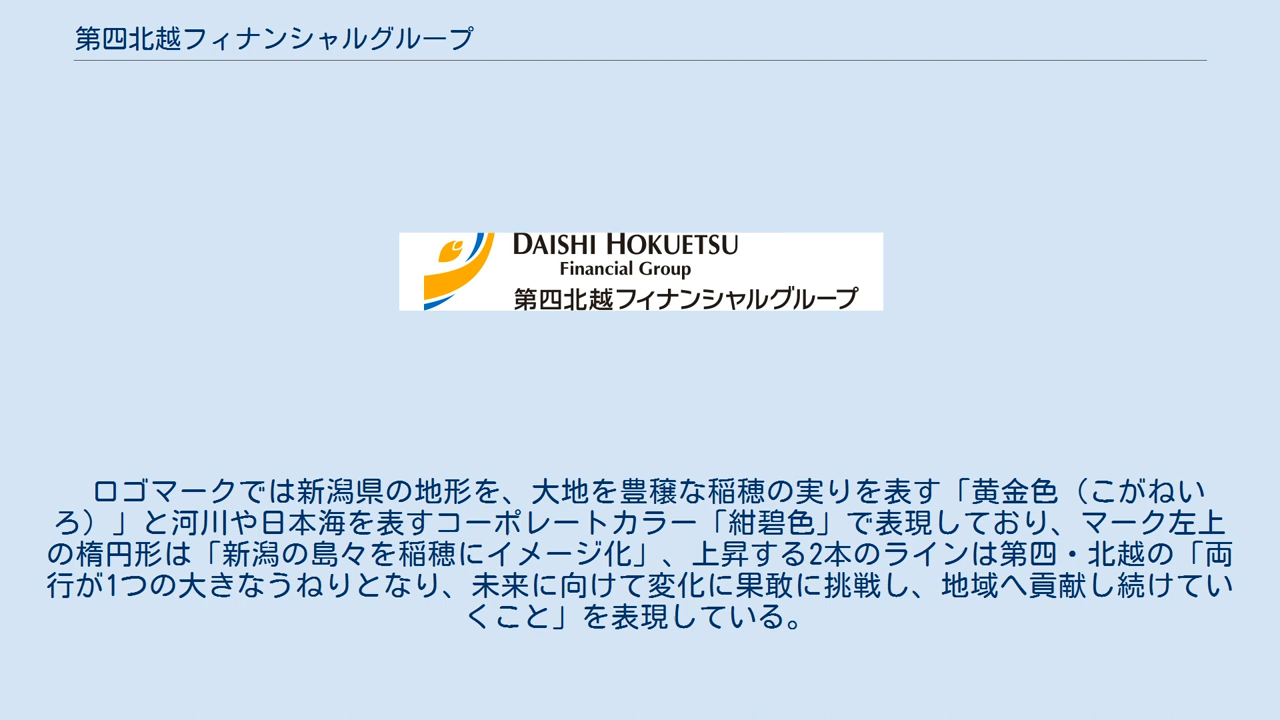 第四北越フィナンシャルグループ
DAISHI HOKUETSU
Financial Group
第四北越フィナンシャルグループ
ロゴマークでは新潟県の地形を、大地を豊穣な稲穂の実りを表す「黄金色（こがねい
ろ）」と河川や日本海を表すコーポレートカラー「紺碧色」で表現しており、マーク左上
の楕円形は「新潟の島々を稲穂にイメージ化」、上昇する2本のラインは第四・北越の「両
行が1つの大きなうねりとなり、未来に向けて変化に果敢に挑戦し、地域へ貢献し続けてい
くこと」を表現している。